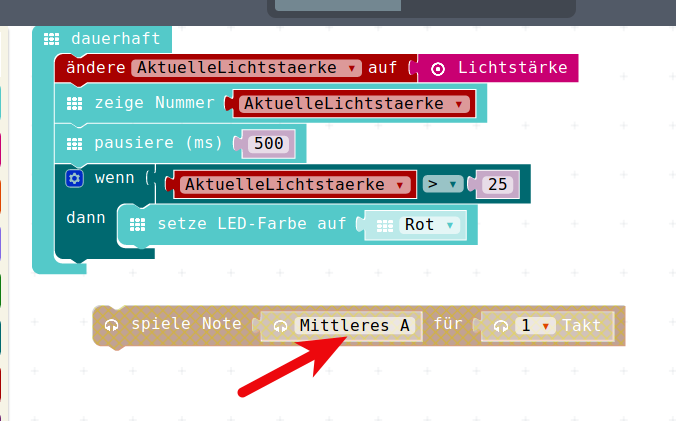 dauerhaft
ändere AktuelleLichtstaerke auf ( Lichtstärke
zeige Nummer AktuelleLichtstaerke
pausiere (ms) 500
wenn ( AktuelleLichtstaerke > 25
dann setze LED-Farbe auf Rot
spiele Note Mittleres A für 1 Takt